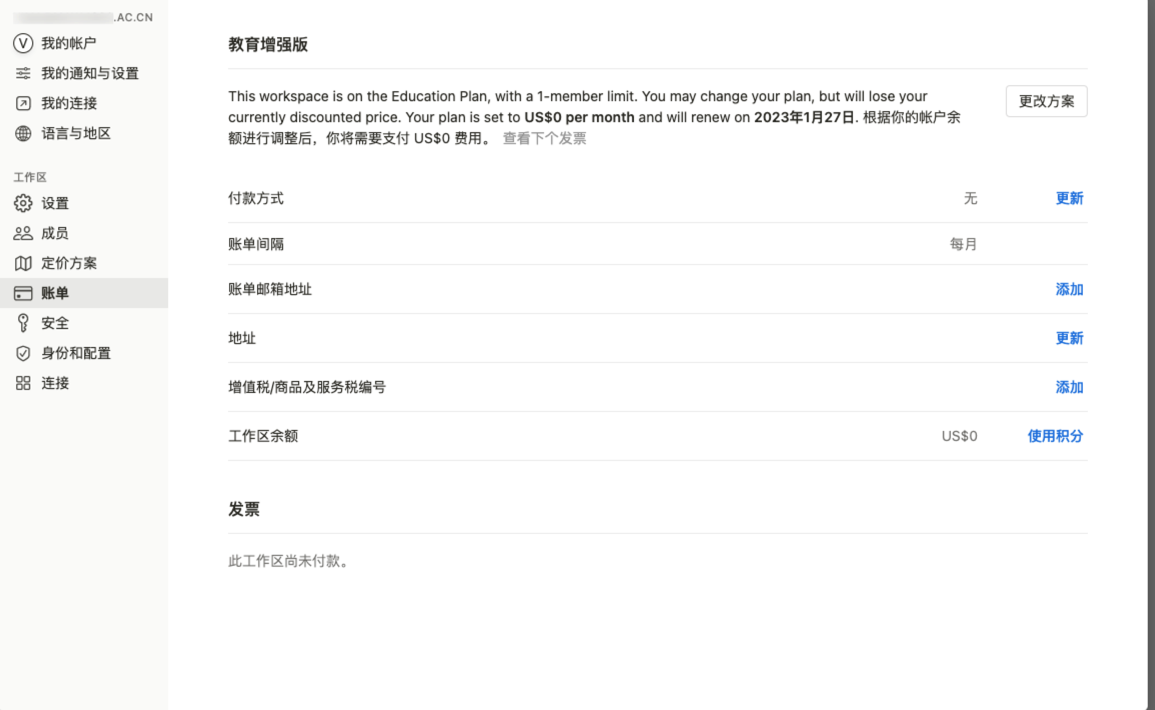 .AC.CN
V 我的帐户
我的通知与设置
我的连接
语言与地区
工作区
设置
成员
定价方案
账单
安全
身份和配置
连接
教育增强版
This workspace is on the Education Plan, with a 1-member limit. You may change your plan, but will lose your
currently discounted price. Your plan is set to US$0 per month and will renew on 2023年1月27日. 根据你的帐户余
额进行调整后，你将需要支付 US$0 费用。 查看下个发票
更改方案
付款方式 无 更新
账单间隔 每月
账单邮箱地址 添加
地址 更新
增值税/商品及服务税编号 添加
工作区余额 US$0 使用积分
发票
此工作区尚未付款。